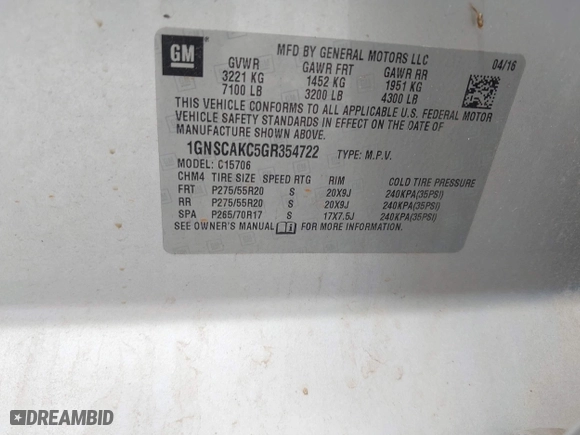 GM
MFD BY GENERAL MOTORS LLC
04/16
GVWR GAWR FRT GAWR RR
3221 KG 1452 KG 1951 KG
7100 LB 3200 LB 4300 LB
THIS VEHICLE CONFORMS TO ALL APPLICABLE U.S. FEDERAL MOTOR
VEHICLE SAFETY STANDARDS IN EFFECT ON THE DATE OF
MANUFACTURE SHOWN ABOVE.
1GNSCAKC5GR354722 TYPE: M.P.V.
MODEL: C15706
CHM4 TIRE SIZE SPEED RTG RIM COLD TIRE PRESSURE
FRT P275/55R20 S 20X9J 240KPA(35PSI)
RR P275/55R20 S 20X9J 240KPA(35PSI)
SPA P265/70R17 S 17X7.5J 240KPA(35PSI)
SEE OWNER'S MANUAL FOR MORE INFORMATION.
DREAMBID